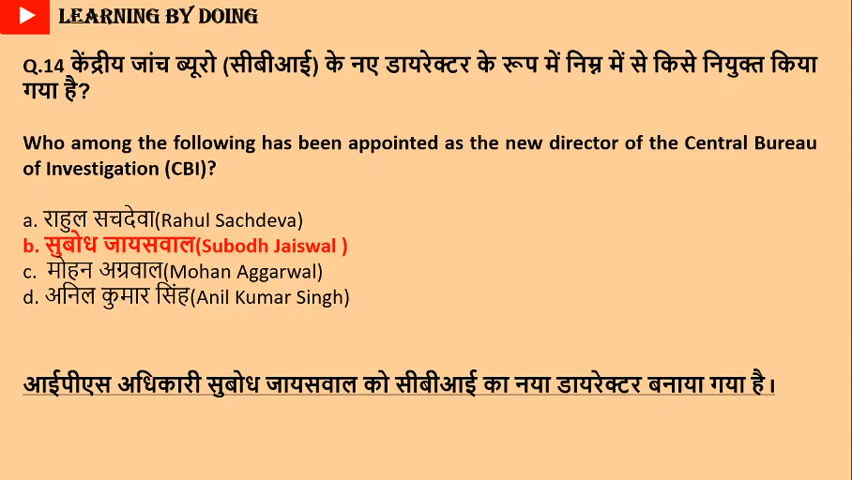 LEARNING BY DOING
Q.14 केंद्रीय जांच ब्यूरो (सीबीआई) के नए डायरेक्टर के रूप में निम्न में से किसे नियुक्त किया
गया है?
Who among the following has been appointed as the new director of the Central Bureau
of Investigation (CBI)?
a. राहुल सचदेवा(Rahul Sachdeva)
b. सुबोध जायसवाल(Subodh Jaiswal )
c. मोहन अग्रवाल(Mohan Aggarwal)
d. अनिल कुमार सिंह(Anil Kumar Singh)
आईपीएस अधिकारी सुबोध जायसवाल को सीबीआई का नया डायरेक्टर बनाया गया है।